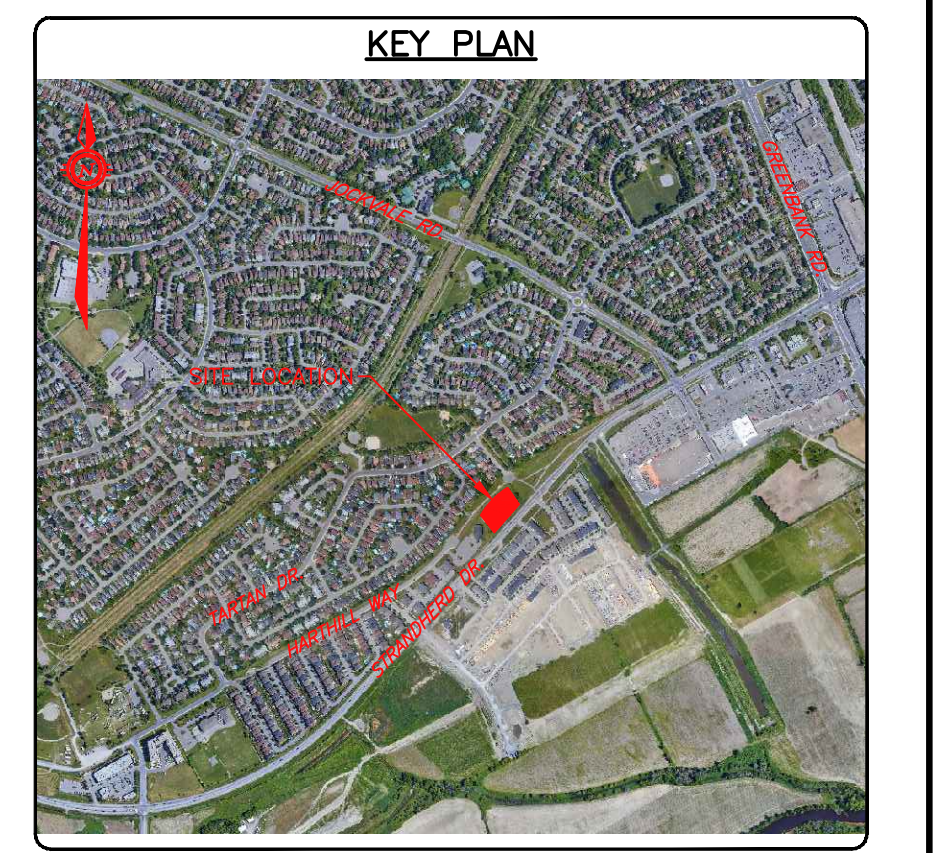 KEY PLAN
GREENBANK RD.
JOCKVALE RD.
N
SITE LOCATION
TARTAN DR.
HARTHILL WAY
STRANDHERD DR.